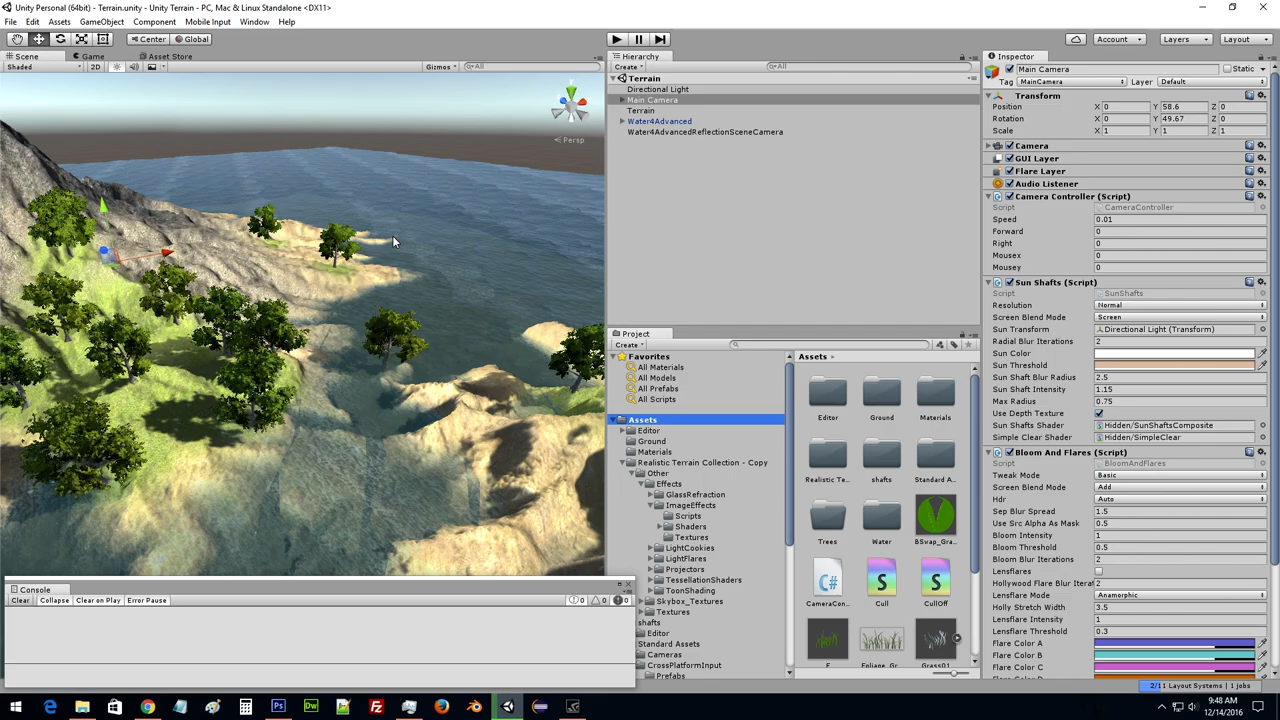 Unity Personal (64bit) - Terrain.unity - Unity Terrain - PC, Mac & Linux Standalone <DX11>
File Edit Assets GameObject Component Mobile Input Window Help
Center Global Account Layers Layout
Scene Game Asset Store
Shaded 2D Gizmos All
Persp
Console
Clear Collapse Clear on Play Error Pause 0 0 0
Hierarchy
Create All
Terrain
Directional Light
Main Camera
Terrain
Water4Advanced
Water4AdvancedReflectionSceneCamera
Project
Create
Favorites
All Materials
All Models
All Prefabs
All Scripts
Assets
Editor
Ground
Materials
Realistic Terrain Collection - Copy
Other
Effects
GlassRefraction
ImageEffects
Scripts
Shaders
Textures
LightCookies
LightFlares
Projectors
TessellationShaders
ToonShading
Skybox_Textures
Textures
shafts
Editor
Standard Assets
Cameras
CrossPlatformInput
Prefabs
Assets
Editor Ground Materials
Realistic Te... shafts Standard A...
Trees Water BSwap_Gra...
CameraCon... Cull CullOff
F Foliage_Gr Grass01
Inspector
Main Camera Static
Tag MainCamera Layer Default
Transform
Position X 0 Y 58.6 Z 0
Rotation X 0 Y 49.67 Z 0
Scale X 1 Y 1 Z 1
Camera
GUI Layer
Flare Layer
Audio Listener
Camera Controller (Script)
Script CameraController
Speed 0.01
Forward 0
Right 0
Mousex 0
Mousey 0
Sun Shafts (Script)
Script SunShafts
Resolution Normal
Screen Blend Mode Screen
Sun Transform Directional Light (Transform)
Radial Blur Iterations 2
Sun Color
Sun Threshold
Sun Shaft Blur Radius 2.5
Sun Shaft Intensity 1.15
Max Radius 0.75
Use Depth Texture
Sun Shafts Shader Hidden/SunShaftsComposite
Simple Clear Shader Hidden/SimpleClear
Bloom And Flares (Script)
Script BloomAndFlares
Tweak Mode Basic
Screen Blend Mode Add
Hdr Auto
Sep Blur Spread 1.5
Use Src Alpha As Mask 0.5
Bloom Intensity 1
Bloom Threshold 0.5
Bloom Blur Iterations 2
Lensflares
Hollywood Flare Blur Iterat 2
Lensflare Mode Anamorphic
Holly Stretch Width 3.5
Lensflare Intensity 1
Lensflare Threshold 0.3
Flare Color A
Flare Color B
Flare Color C
2/11 Layout Systems | 1 jobs
9:48 AM
12/14/2016